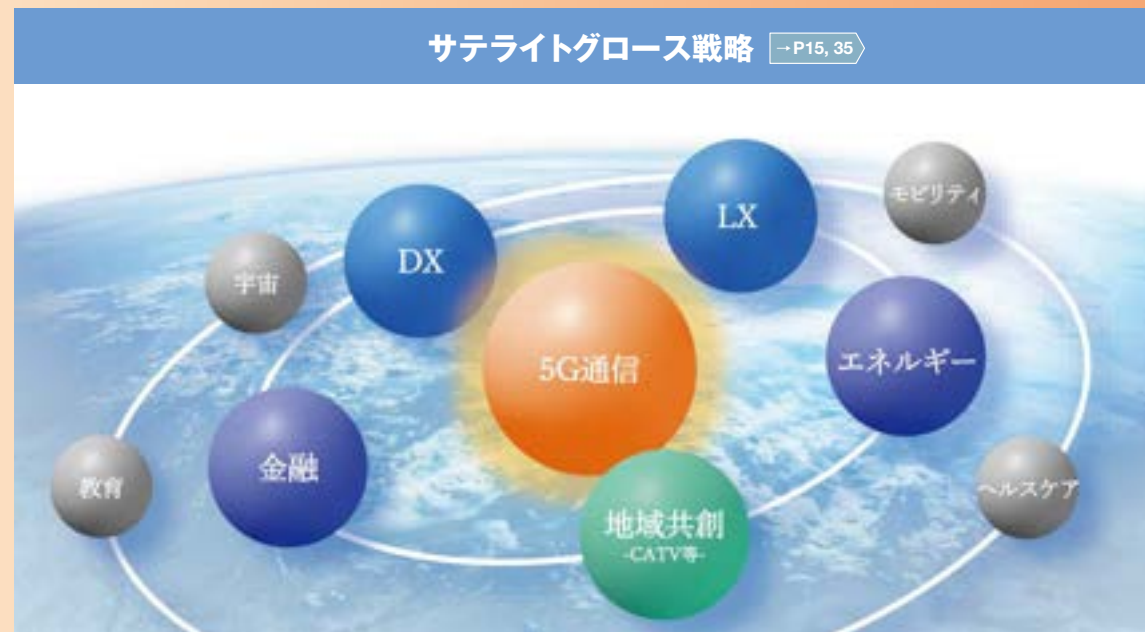 サテライトグロース戦略 →P15, 35
LX
モビリティ
DX
宇宙
5G通信
エネルギー
金融
教育
ヘルスケア
地域共創
-CATV等-